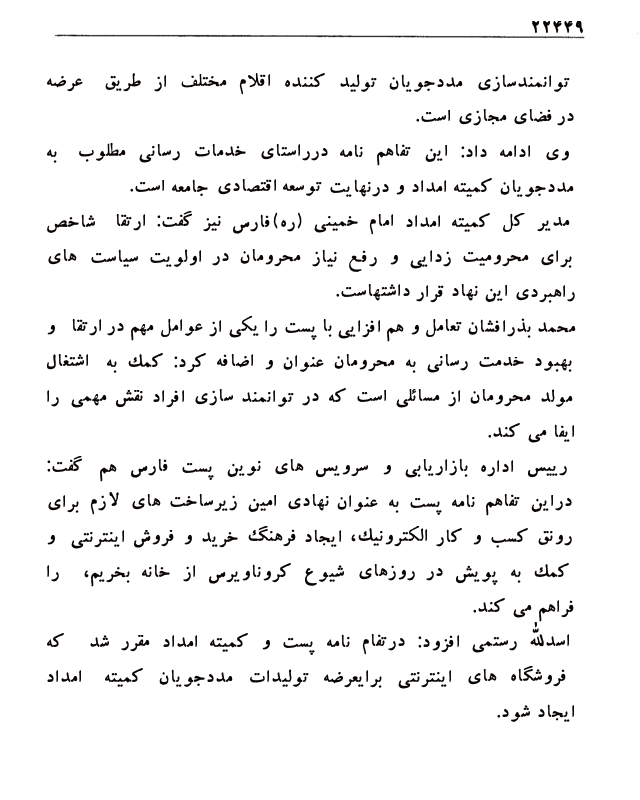 ۲۲۴۴۹
توانمندسازی مددجویان تولید کننده اقلام مختلف از طریق عرضه
در فضای مجازی است.
وی ادامه داد: این تفاهم نامه درراستای خدمات رسانی مطلوب به
مددجویان کمیته امداد و درنهایت توسعه اقتصادی جامعه است.
مدیر کل کمیته امداد امام خمینی (ره)فارس نیز گفت: ارتقا شاخص
برای محرومیت زدایی و رفع نیاز محرومان در اولویت سیاست های
راهبردی این نهاد قرار داشتهاست.
محمد بذرافشان تعامل و هم افزایی با پست را یکی از عوامل مهم در ارتقا و
بهبود خدمت رسانی به محرومان عنوان و اضافه کرد: کمك به اشتغال
مولد محرومان از مسائلی است که در توانمند سازی افراد نقش مهمی را
ایفا می کند.
رییس اداره بازاریابی و سرویس های نوین پست فارس هم گفت:
دراین تفاهم نامه پست به عنوان نهادی امین زیرساخت های لازم برای
رونق کسب و کار الکترونیك، ایجاد فرهنگ خرید و فروش اینترنتی و
کمك به پویش در روزهای شیوع کروناویرس از خانه بخریم، را
فراهم می کند.
اسدلله رستمی افزود: درتفام نامه پست و کمیته امداد مقرر شد که
فروشگاه های اینترنتی برایعرضه تولیدات مددجویان کمیته امداد
ایجاد شود.